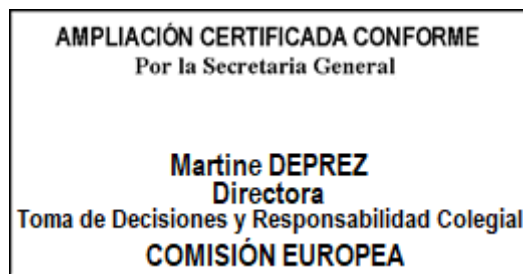 AMPLIACIÓN CERTIFICADA CONFORME
Por la Secretaria General
Martine DEPREZ
Directora
Toma de Decisiones y Responsabilidad Colegial
COMISIÓN EUROPEA